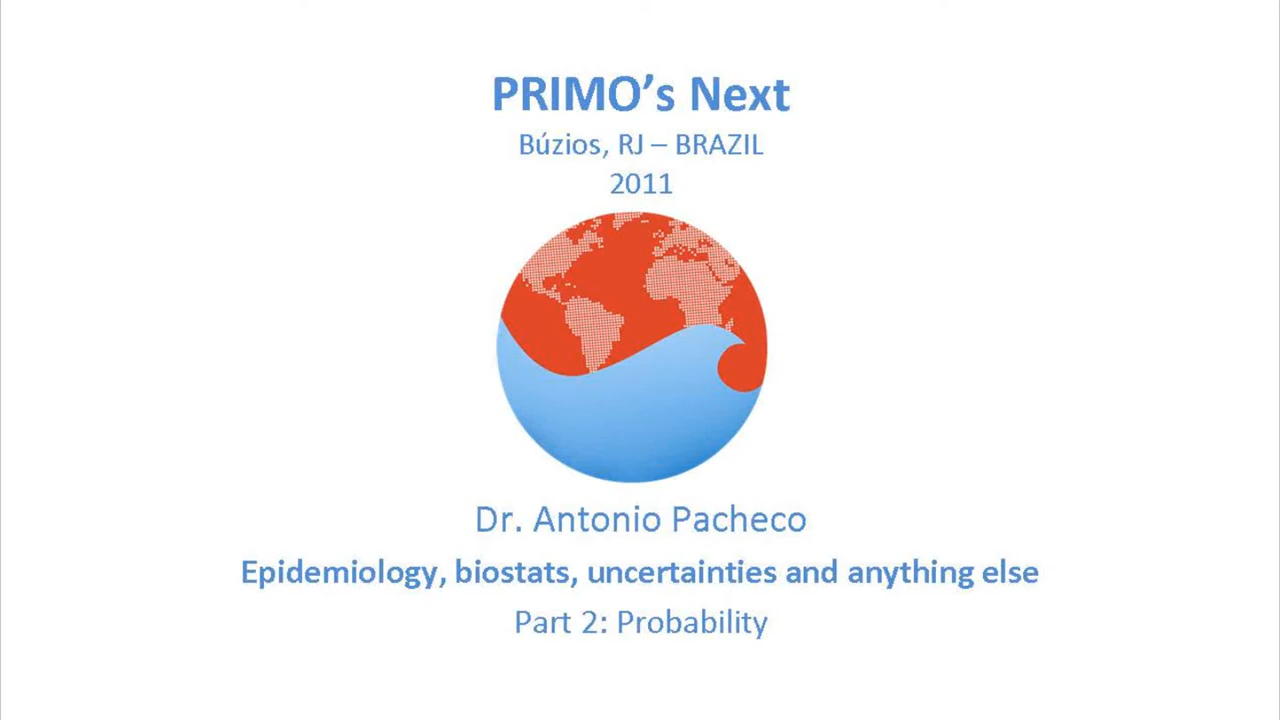 PRIMO’s Next
Búzios, RJ – BRAZIL
2011
Dr. Antonio Pacheco
Epidemiology, biostats, uncertainties and anything else
Part 2: Probability